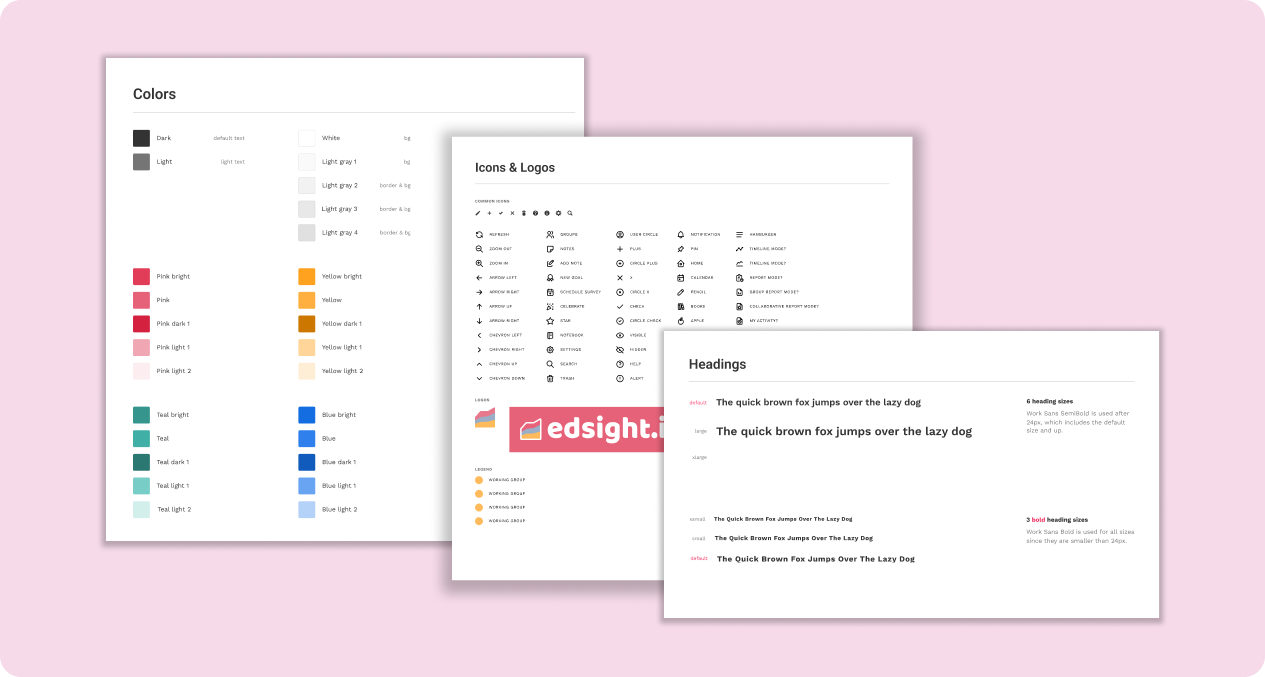 Colors
Dark default text
Light light text
White bg
Light gray 1 bg
Light gray 2 border & bg
Light gray 3 border & bg
Light gray 4 border & bg
Pink bright
Pink
Pink dark 1
Pink light 1
Pink light 2
Yellow bright
Yellow
Yellow dark 1
Yellow light 1
Yellow light 2
Teal bright
Teal
Teal dark 1
Teal light 1
Teal light 2
Blue bright
Blue
Blue dark 1
Blue light 1
Blue light 2
Icons & Logos
COMMON ICONS
REFRESH
ZOOM OUT
ZOOM IN
ARROW LEFT
ARROW RIGHT
ARROW UP
ARROW RIGHT
CHEVRON LEFT
CHEVRON RIGHT
CHEVRON UP
CHEVRON DOWN
GROUPS
NOTES
ADD NOTE
NEW GOAL
SCHEDULE SURVEY
CELEBRATE
STAR
NOTEBOOK
SETTINGS
SEARCH
TRASH
USER CIRCLE
PLUS
CIRCLE PLUS
X
CIRCLE X
CHECK
CIRCLE CHECK
VISIBLE
HIDDEN
HELP
ALERT
NOTIFICATION
PIN
HOME
CALENDAR
PENCIL
BOOKS
APPLE
HAMBURGER
TIMELINE MODE?
TIMELINE MODE?
REPORT MODE?
GROUP REPORT MODE?
COLLABORATIVE REPORT MODE?
MY ACTIVITY?
LOGOS
edsight.i
LEGEND
WORKING GROUP
WORKING GROUP
WORKING GROUP
WORKING GROUP
Headings
default The quick brown fox jumps over the lazy dog
large The quick brown fox jumps over the lazy dog
xlarge
6 heading sizes
Work Sans SemiBold is used after
24px, which includes the default
size and up.
xsmall The Quick Brown Fox Jumps Over The Lazy Dog
small The Quick Brown Fox Jumps Over The Lazy Dog
default The Quick Brown Fox Jumps Over The Lazy Dog
3 bold heading sizes
Work Sans Bold is used for all sizes
since they are smaller than 24px.